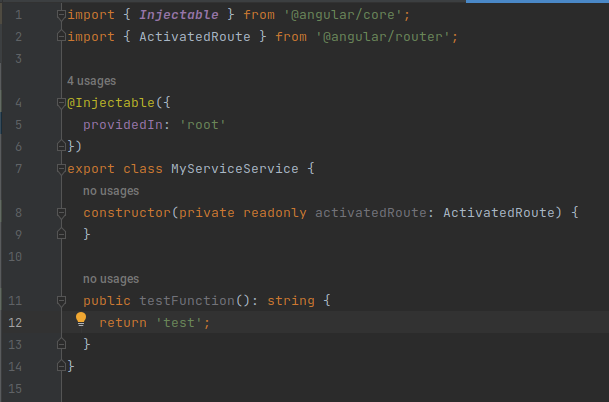 1 import { Injectable } from '@angular/core';
2 import { ActivatedRoute } from '@angular/router';
3
4 usages
4 @Injectable({
5   providedIn: 'root'
6 })
7 export class MyServiceService {
no usages
8   constructor(private readonly activatedRoute: ActivatedRoute) {
9   }
10
no usages
11   public testFunction(): string {
12     return 'test';
13   }
14 }
15